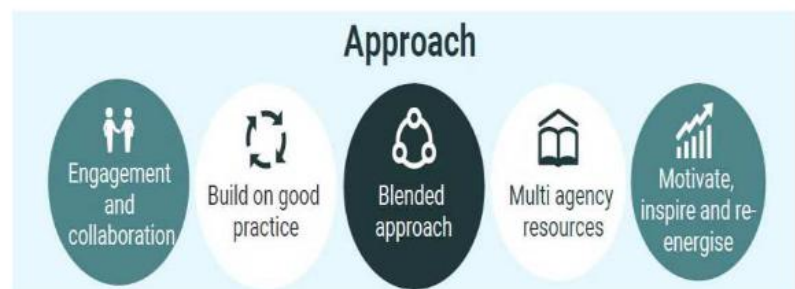 Approach
Engagement
and
collaboration
Build on good
practice
Blended
approach
Multi agency
resources
Motivate,
inspire and re-
energise